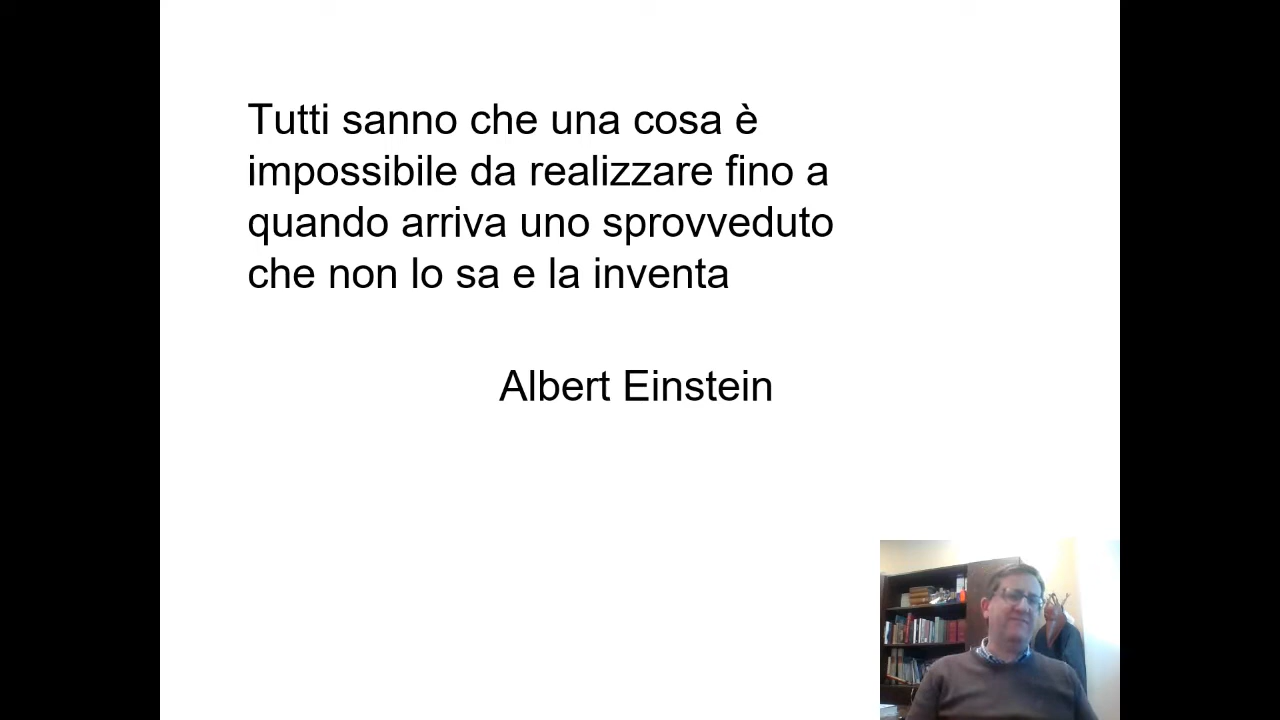 Tutti sanno che una cosa è
impossibile da realizzare fino a
quando arriva uno sprovveduto
che non lo sa e la inventa
Albert Einstein